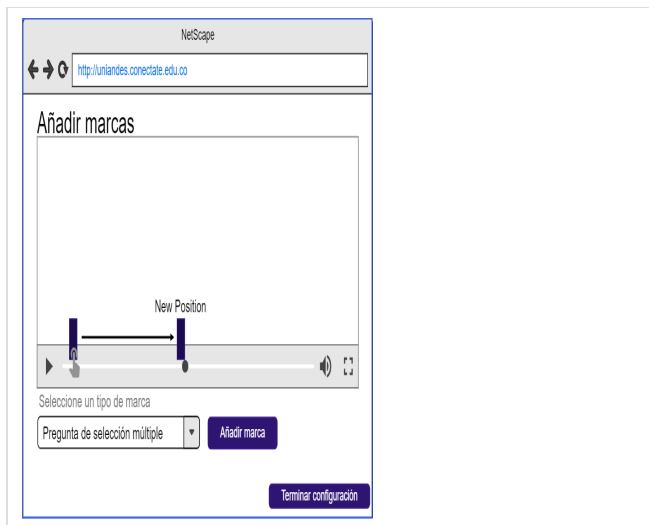 NetScape
http://uniandes.conectate.edu.co
Añadir marcas
New Position
Seleccione un tipo de marca
Pregunta de selección múltiple
Añadir marca
Terminar configuración